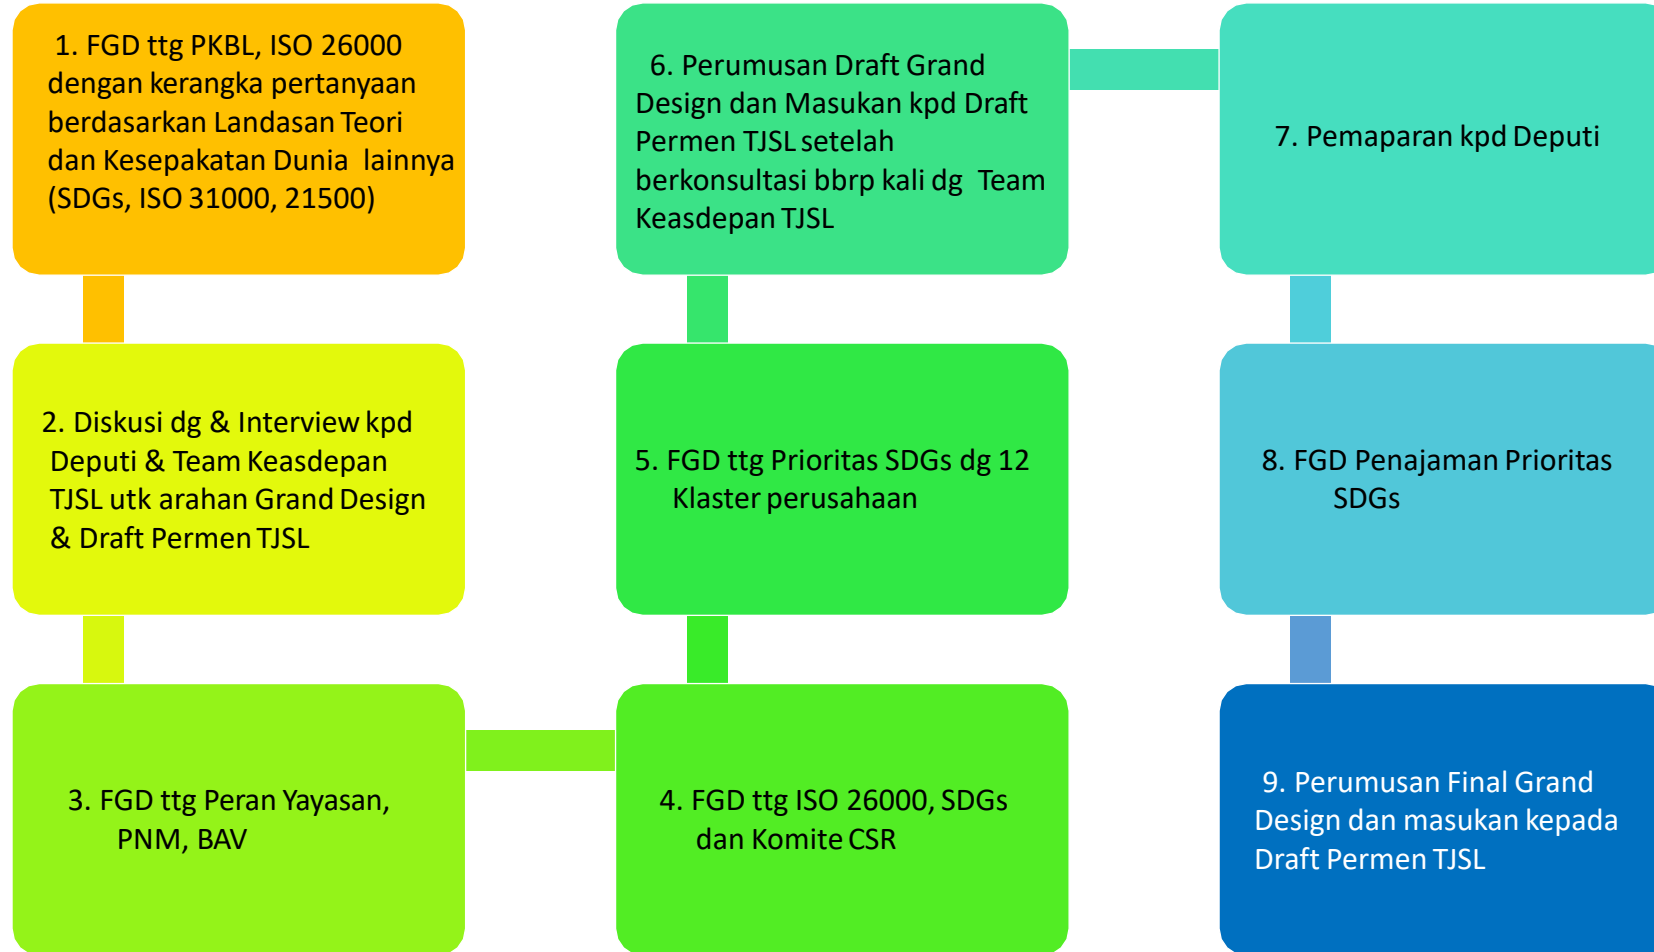 1. FGD ttg PKBL, ISO 26000
dengan kerangka pertanyaan
berdasarkan Landasan Teori
dan Kesepakatan Dunia lainnya
(SDGs, ISO 31000, 21500)
2. Diskusi dg & Interview kpd
Deputi & Team Keasdepan
TJSL utk arahan Grand Design
& Draft Permen TJSL
3. FGD ttg Peran Yayasan,
PNM, BAV
4. FGD ttg ISO 26000, SDGs
dan Komite CSR
5. FGD ttg Prioritas SDGs dg 12
Klaster perusahaan
6. Perumusan Draft Grand
Design dan Masukan kpd Draft
Permen TJSL setelah
berkonsultasi bbrp kali dg Team
Keasdepan TJSL
7. Pemaparan kpd Deputi
8. FGD Penajaman Prioritas
SDGs
9. Perumusan Final Grand
Design dan masukan kepada
Draft Permen TJSL